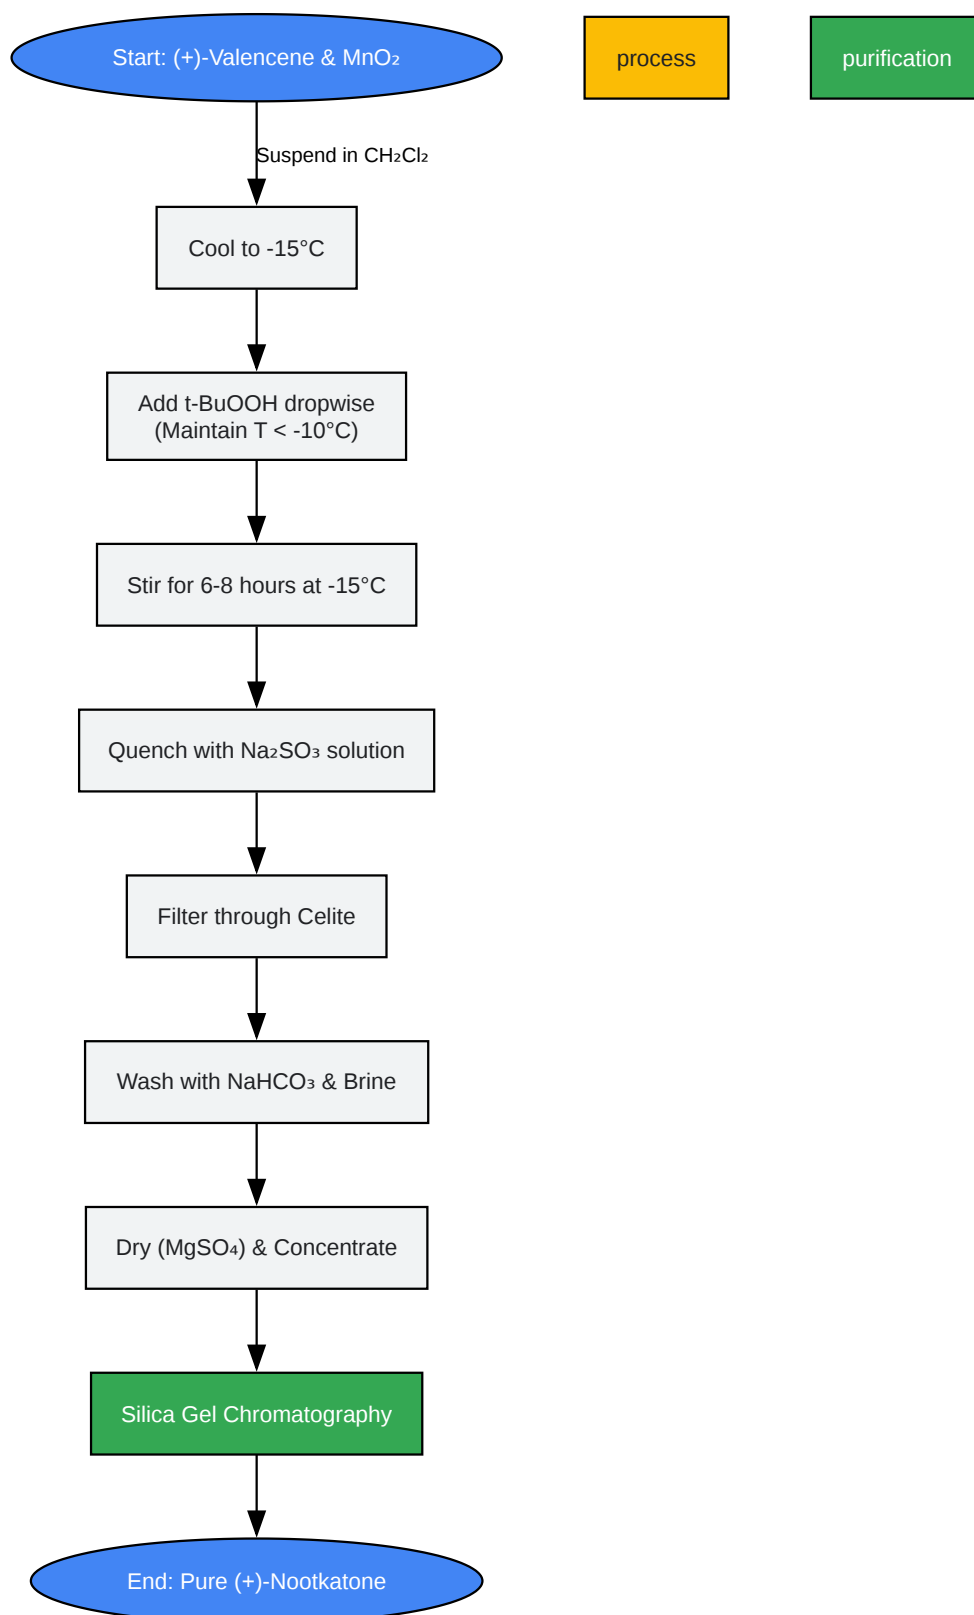 Start: (+)-Valencene & MnO₂
process
purification
Suspend in CH₂Cl₂
Cool to -15°C
Add t-BuOOH dropwise
(Maintain T < -10°C)
Stir for 6-8 hours at -15°C
Quench with Na₂SO₃ solution
Filter through Celite
Wash with NaHCO₃ & Brine
Dry (MgSO₄) & Concentrate
Silica Gel Chromatography
End: Pure (+)-Nootkatone